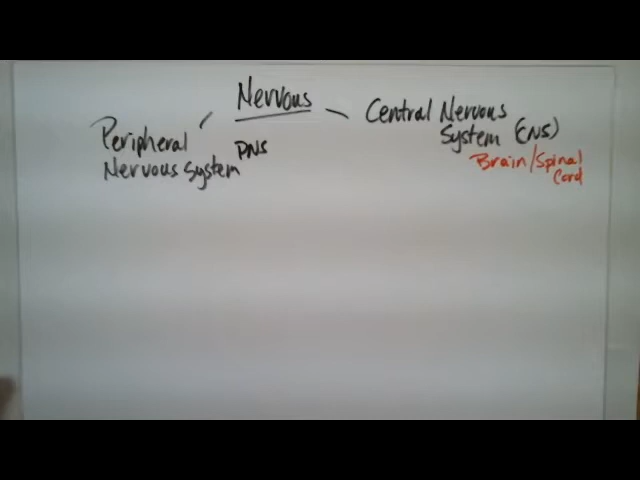 Nervous
Peripheral
Nervous System
PNS
Central Nervous
System (CNS)
Brain/Spinal
Cord